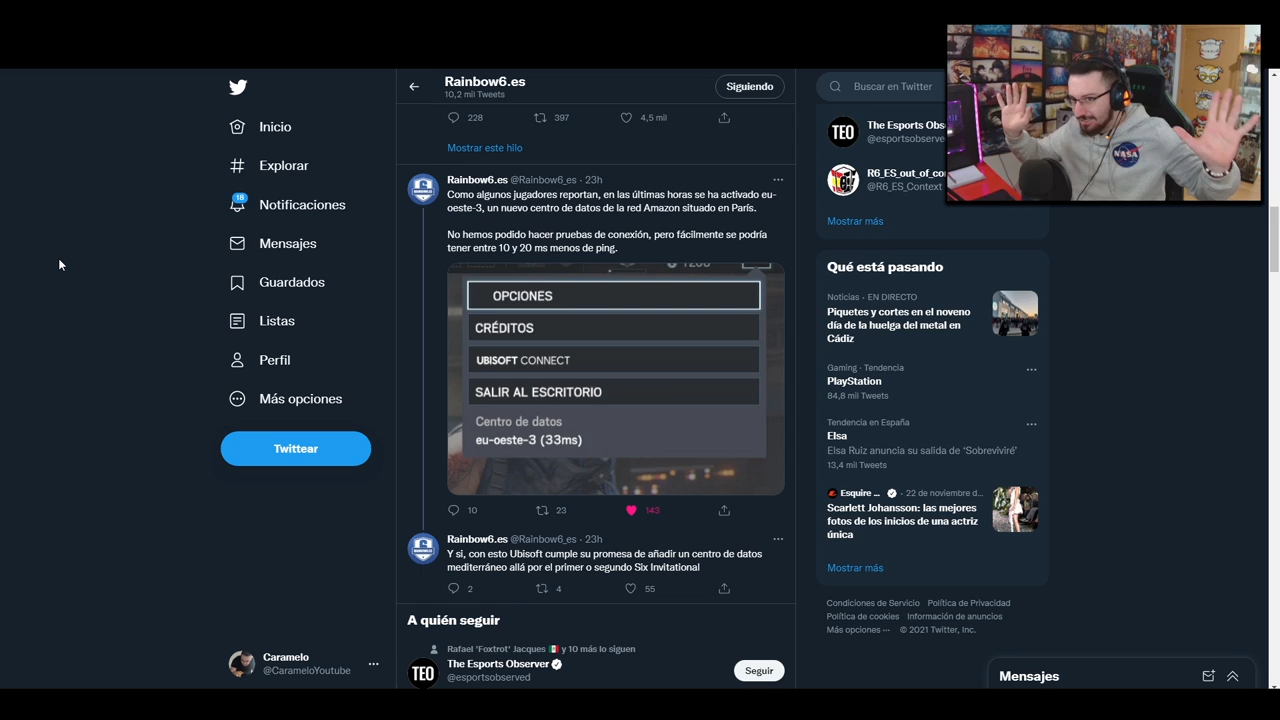 Inicio
Explorar
18
Notificaciones
Mensajes
Guardados
Listas
Perfil
Más opciones
Twittear
Caramelo
@CarameloYoutube
Rainbow6.es
10,2 mil Tweets
Siguiendo
228 397 4,5 mil
Mostrar este hilo
Rainbow6.es @Rainbow6_es · 23h
Como algunos jugadores reportan, en las últimas horas se ha activado eu-
oeste-3, un nuevo centro de datos de la red Amazon situado en París.
No hemos podido hacer pruebas de conexión, pero fácilmente se podría
tener entre 10 y 20 ms menos de ping.
OPCIONES
CRÉDITOS
UBISOFT CONNECT
SALIR AL ESCRITORIO
Centro de datos
eu-oeste-3 (33ms)
10 23 143
Rainbow6.es @Rainbow6_es · 23h
Y si, con esto Ubisoft cumple su promesa de añadir un centro de datos
mediterráneo allá por el primer o segundo Six Invitational
2 4 55
A quién seguir
Rafael 'Foxtrot' Jacques y 10 más lo siguen
TEO
The Esports Observer
@esportsobserved
Seguir
Buscar en Twitter
TEO
The Esports Obs
@esportsobserve
R6_ES_out_of_co
@R6_ES_Context
Mostrar más
NASA
Qué está pasando
Noticias · EN DIRECTO
Piquetes y cortes en el noveno
día de la huelga del metal en
Cádiz
Gaming · Tendencia
PlayStation
84,8 mil Tweets
Tendencia en España
Elsa
Elsa Ruiz anuncia su salida de 'Sobreviviré'
13,4 mil Tweets
Esquire ... · 22 de noviembre d...
Scarlett Johansson: las mejores
fotos de los inicios de una actriz
única
Mostrar más
Condiciones de Servicio Política de Privacidad
Política de cookies Información de anuncios
Más opciones ··· © 2021 Twitter, Inc.
Mensajes